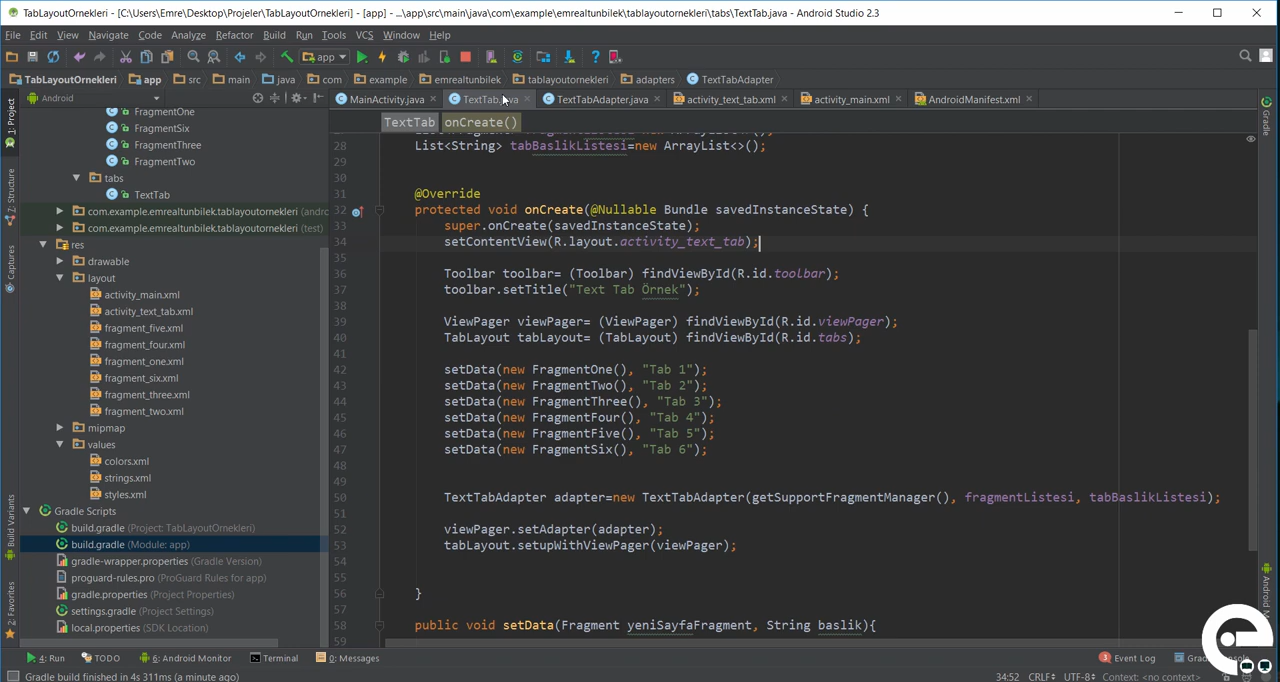 TabLayoutOrnekleri - [C:\Users\Emre\Desktop\Projeler\TabLayoutOrnekleri] - [app] - ...\app\src\main\java\com\example\emrealtunbilek\tablayoutornekleri\tabs\TextTab.java - Android Studio 2.3
File Edit View Navigate Code Analyze Refactor Build Run Tools VCS Window Help
app
TabLayoutOrnekleri app src main java com example emrealtunbilek tablayoutornekleri adapters TextTabAdapter
Android
MainActivity.java TextTab.java TextTabAdapter.java activity_text_tab.xml activity_main.xml AndroidManifest.xml
TextTab onCreate()
1: Project
7: Structure
Captures
Build Variants
2: Favorites
Gradle
FragmentOne
FragmentSix
FragmentThree
FragmentTwo
tabs
TextTab
com.example.emrealtunbilek.tablayoutornekleri (andro
com.example.emrealtunbilek.tablayoutornekleri (test)
res
drawable
layout
activity_main.xml
activity_text_tab.xml
fragment_five.xml
fragment_four.xml
fragment_one.xml
fragment_six.xml
fragment_three.xml
fragment_two.xml
mipmap
values
colors.xml
strings.xml
styles.xml
Gradle Scripts
build.gradle (Project: TabLayoutOrnekleri)
build.gradle (Module: app)
gradle-wrapper.properties (Gradle Version)
proguard-rules.pro (ProGuard Rules for app)
gradle.properties (Project Properties)
settings.gradle (Project Settings)
local.properties (SDK Location)
28 List<String> tabBaslikListesi=new ArrayList<>();
29
30
31 @Override
32 protected void onCreate(@Nullable Bundle savedInstanceState) {
33 super.onCreate(savedInstanceState);
34 setContentView(R.layout.activity_text_tab);
35
36 Toolbar toolbar= (Toolbar) findViewById(R.id.toolbar);
37 toolbar.setTitle("Text Tab Örnek");
38
39 ViewPager viewPager= (ViewPager) findViewById(R.id.viewPager);
40 TabLayout tabLayout= (TabLayout) findViewById(R.id.tabs);
41
42 setData(new FragmentOne(), "Tab 1");
43 setData(new FragmentTwo(), "Tab 2");
44 setData(new FragmentThree(), "Tab 3");
45 setData(new FragmentFour(), "Tab 4");
46 setData(new FragmentFive(), "Tab 5");
47 setData(new FragmentSix(), "Tab 6");
48
49
50 TextTabAdapter adapter=new TextTabAdapter(getSupportFragmentManager(), fragmentListesi, tabBaslikListesi);
51
52 viewPager.setAdapter(adapter);
53 tabLayout.setupWithViewPager(viewPager);
54
55
56 }
57
58 public void setData(Fragment yeniSayfaFragment, String baslik){
59
4: Run TODO 6: Android Monitor Terminal 0: Messages 3 Event Log
Gradle build finished in 4s 311ms (a minute ago) 34:52 CRLF UTF-8 Context: <no context>